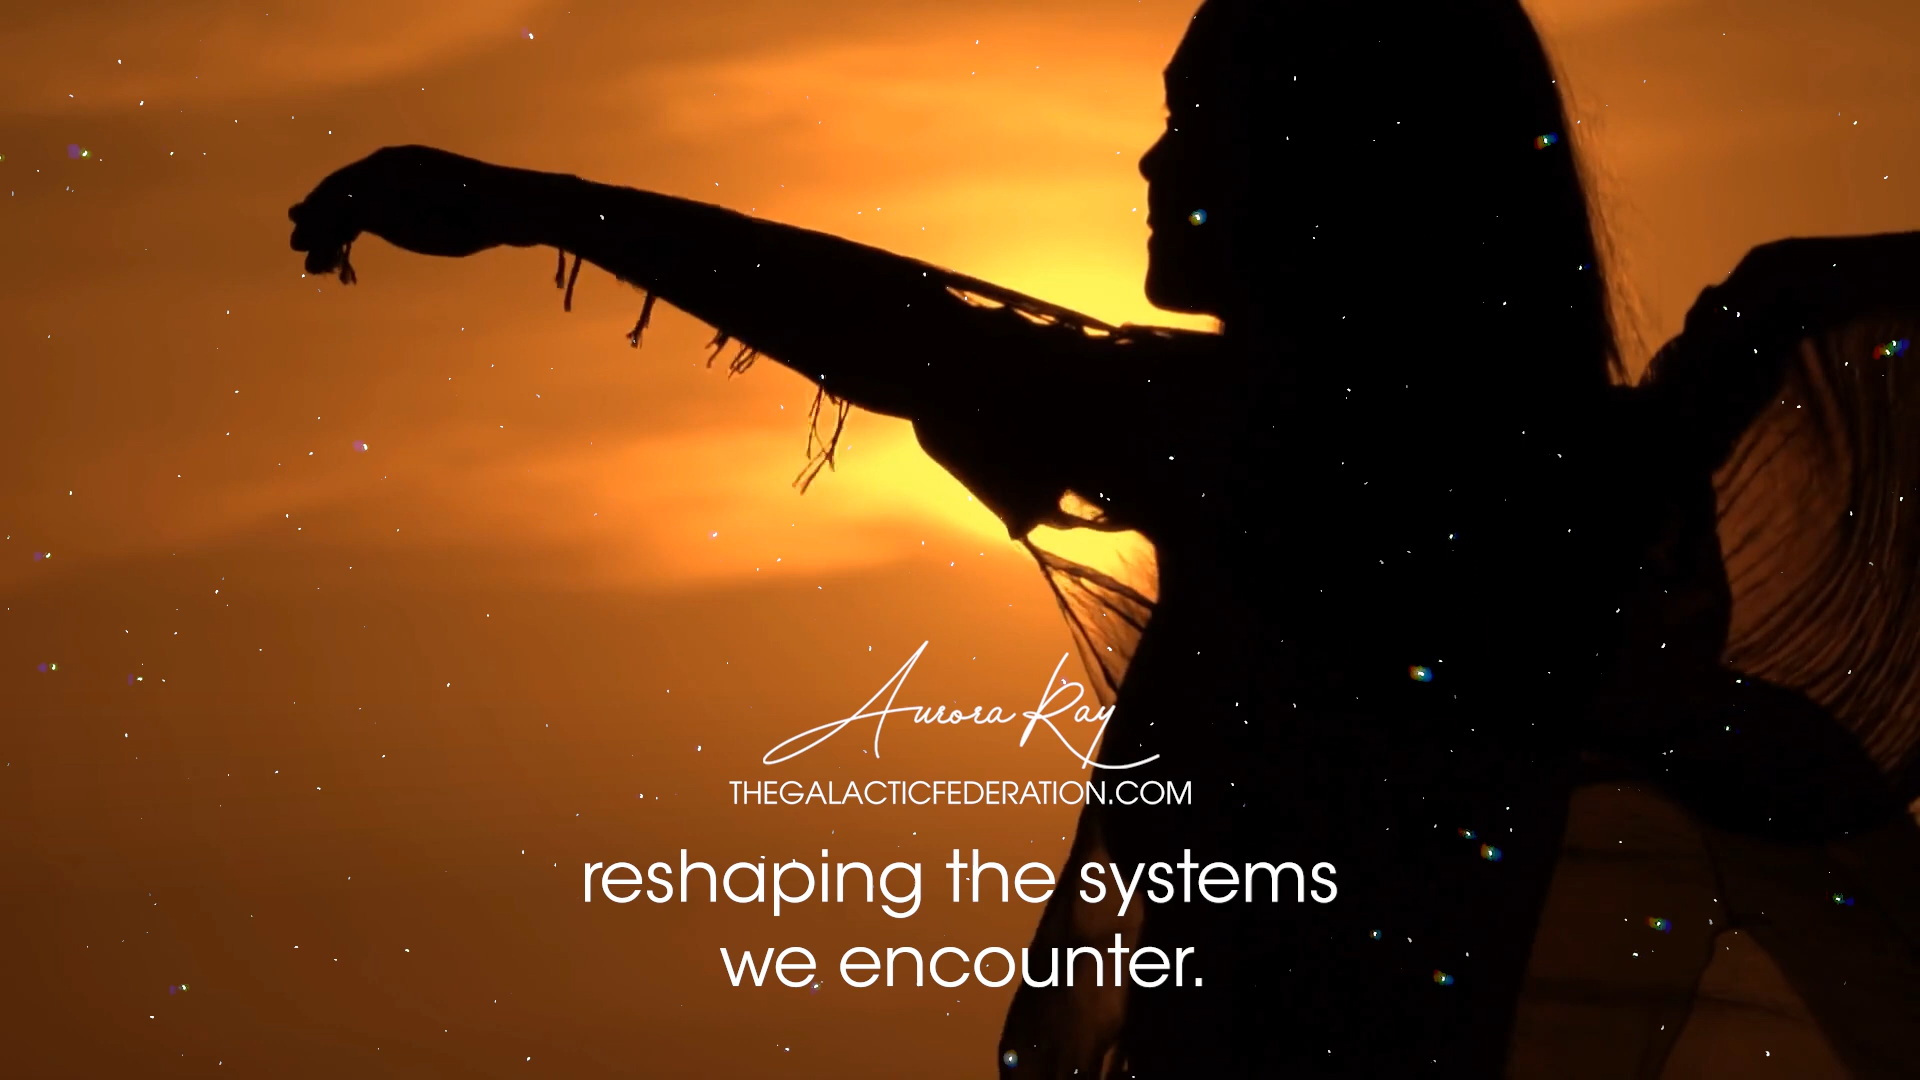 Aurora Ray
THEGALACTICFEDERATION.COM
reshaping the systems
we encounter.